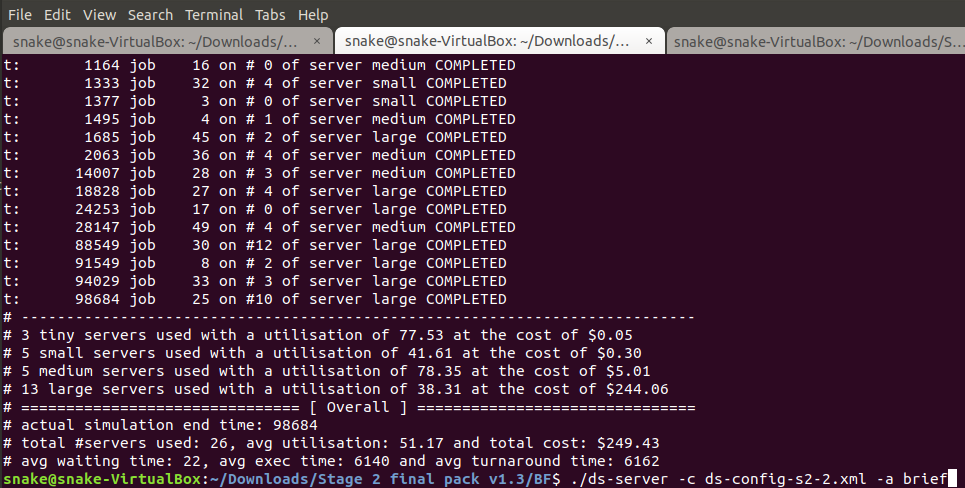 File Edit View Search Terminal Tabs Help
snake@snake-VirtualBox: ~/Downloads/... × snake@snake-VirtualBox: ~/Downloads/... × snake@snake-VirtualBox: ~/Downloads/S...
t: 1164 job 16 on # 0 of server medium COMPLETED
t: 1333 job 32 on # 4 of server small COMPLETED
t: 1377 job 3 on # 0 of server small COMPLETED
t: 1495 job 4 on # 1 of server medium COMPLETED
t: 1685 job 45 on # 2 of server large COMPLETED
t: 2063 job 36 on # 4 of server medium COMPLETED
t: 14007 job 28 on # 3 of server medium COMPLETED
t: 18828 job 27 on # 4 of server large COMPLETED
t: 24253 job 17 on # 0 of server large COMPLETED
t: 28147 job 49 on # 4 of server medium COMPLETED
t: 88549 job 30 on #12 of server large COMPLETED
t: 91549 job 8 on # 2 of server large COMPLETED
t: 94029 job 33 on # 3 of server large COMPLETED
t: 98684 job 25 on #10 of server large COMPLETED
# ---------------------------------------------------------------------------
# 3 tiny servers used with a utilisation of 77.53 at the cost of $0.05
# 5 small servers used with a utilisation of 41.61 at the cost of $0.30
# 5 medium servers used with a utilisation of 78.35 at the cost of $5.01
# 13 large servers used with a utilisation of 38.31 at the cost of $244.06
# =============================== [ Overall ] ===============================
# actual simulation end time: 98684
# total #servers used: 26, avg utilisation: 51.17 and total cost: $249.43
# avg waiting time: 22, avg exec time: 6140 and avg turnaround time: 6162
snake@snake-VirtualBox:~/Downloads/Stage 2 final pack v1.3/BF$ ./ds-server -c ds-config-s2-2.xml -a brief